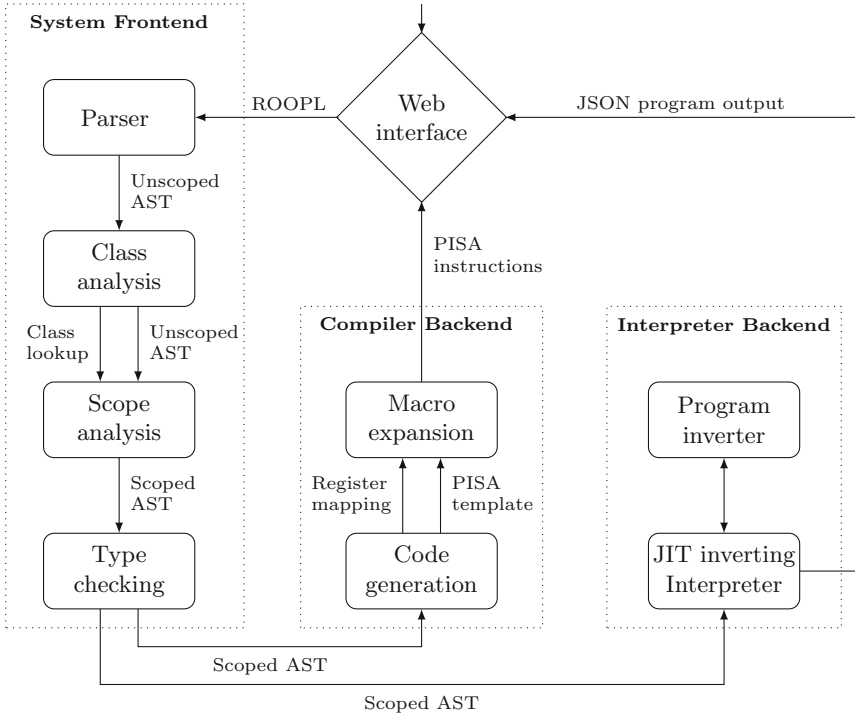 System Frontend
Parser
ROOPL
Web
interface
JSON program output
Unscoped
AST
Class
analysis
PISA
instructions
Class
lookup
Unscoped
AST
Compiler Backend
Interpreter Backend
Scope
analysis
Macro
expansion
Program
inverter
Scoped
AST
Register
mapping
PISA
template
Type
checking
Code
generation
JIT inverting
Interpreter
Scoped AST
Scoped AST